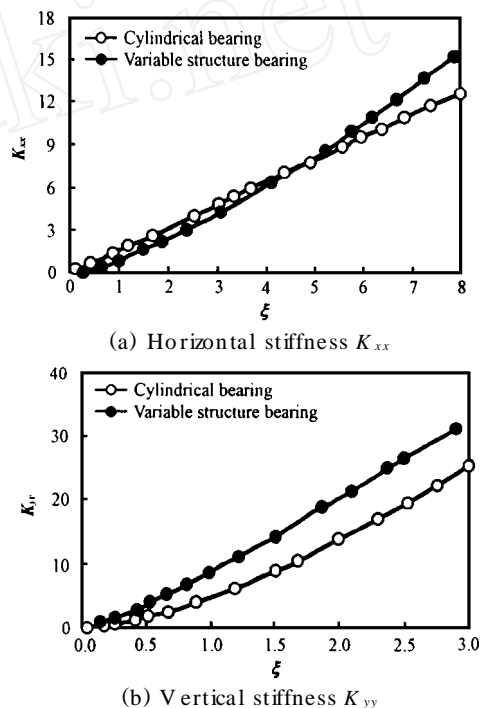 ki.net
18
15
12
9
6
3
0
Cylindrical bearing
Variable structure bearing
Kxx
0 1 2 3 4 5 6 7 8
ξ
(a) Horizontal stiffness Kxx
40
30
20
10
0
Cylindrical bearing
Variable structure bearing
Kyy
0.0 0.5 1.0 1.5 2.0 2.5 3.0
ξ
(b) Vertical stiffness Kyy